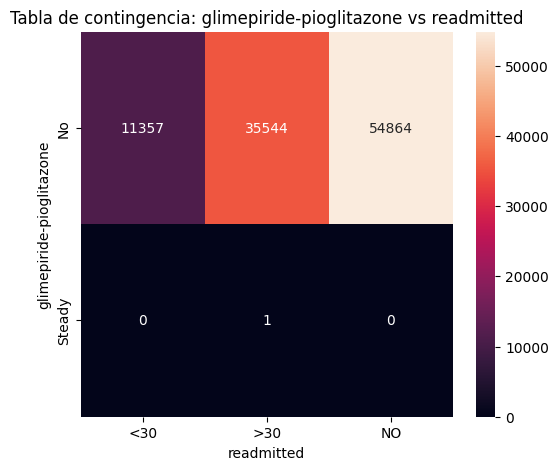 Tabla de contingencia: glimepiride-pioglitazone vs readmitted
glimepiride-pioglitazone
No
11357 35544 54864
Steady
0 1 0
<30 >30 NO
readmitted
50000
40000
30000
20000
10000
0